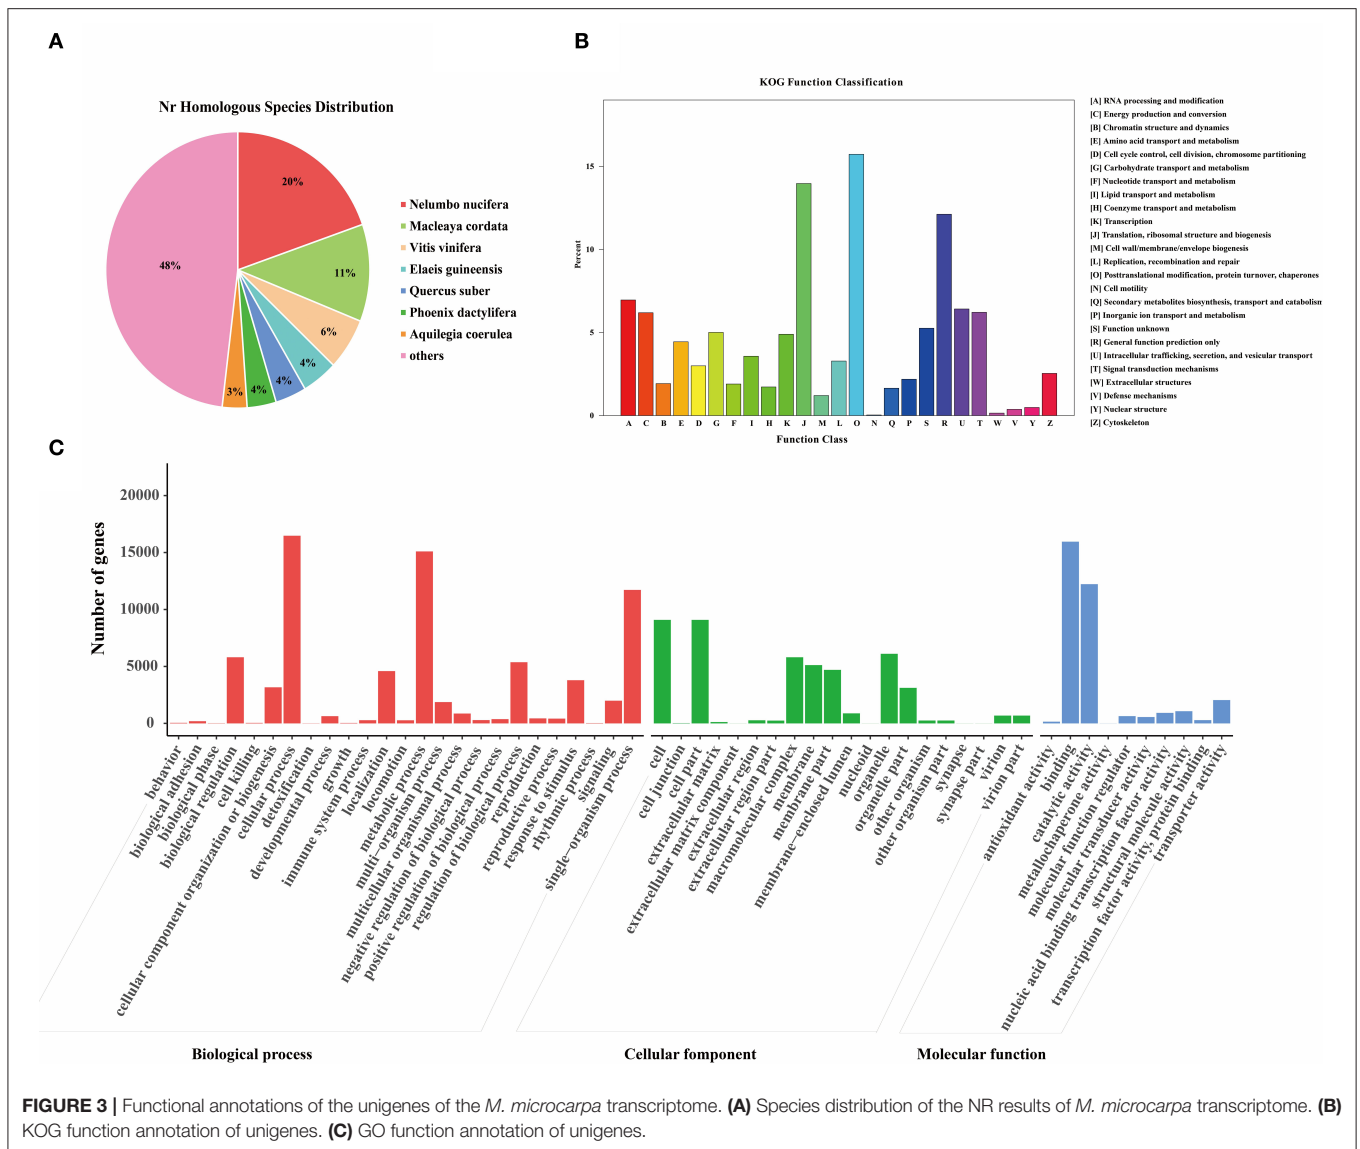 A
B
Nr Homologous Species Distribution
20%
11%
6%
4%
4%
4%
3%
48%
Nelumbo nucifera
Macleaya cordata
Vitis vinifera
Elaeis guineensis
Quercus suber
Phoenix dactylifera
Aquilegia coerulea
others
KOG Function Classification
Percent
15
10
5
0
A C B E D G F I H K J M L O N Q P S R U T W V Y Z
Function Class
[A] RNA processing and modification
[C] Energy production and conversion
[B] Chromatin structure and dynamics
[E] Amino acid transport and metabolism
[D] Cell cycle control, cell division, chromosome partitioning
[G] Carbohydrate transport and metabolism
[F] Nucleotide transport and metabolism
[I] Lipid transport and metabolism
[H] Coenzyme transport and metabolism
[K] Transcription
[J] Translation, ribosomal structure and biogenesis
[M] Cell wall/membrane/envelope biogenesis
[L] Replication, recombination and repair
[O] Posttranslational modification, protein turnover, chaperones
[N] Cell motility
[Q] Secondary metabolites biosynthesis, transport and catabolism
[P] Inorganic ion transport and metabolism
[S] Function unknown
[R] General function prediction only
[U] Intracellular trafficking, secretion, and vesicular transport
[T] Signal transduction mechanisms
[W] Extracellular structures
[V] Defense mechanisms
[Y] Nuclear structure
[Z] Cytoskeleton
C
Number of genes
20000
15000
10000
5000
0
behavior
biological adhesion
biological phase
biological regulation
cell killing
cellular component organization or biogenesis
cellular process
detoxification
developmental process
growth
immune system process
localization
locomotion
metabolic process
multi−organism process
multicellular organismal process
negative regulation of biological process
positive regulation of biological process
regulation of biological process
reproduction
reproductive process
response to stimulus
rhythmic process
signaling
single−organism process
cell
cell junction
cell part
extracellular matrix
extracellular matrix component
extracellular region
extracellular region part
macromolecular complex
membrane
membrane part
membrane−enclosed lumen
nucleoid
organelle
organelle part
other organism
other organism part
synapse
synapse part
virion
virion part
antioxidant activity
binding
catalytic activity
metallochaperone activity
molecular function regulator
molecular transducer activity
nucleic acid binding transcription factor activity
structural molecule activity
transcription factor activity, protein binding
transporter activity
Biological process
Cellular fomponent
Molecular function
FIGURE 3 | Functional annotations of the unigenes of the M. microcarpa transcriptome. (A) Species distribution of the NR results of M. microcarpa transcriptome. (B)
KOG function annotation of unigenes. (C) GO function annotation of unigenes.